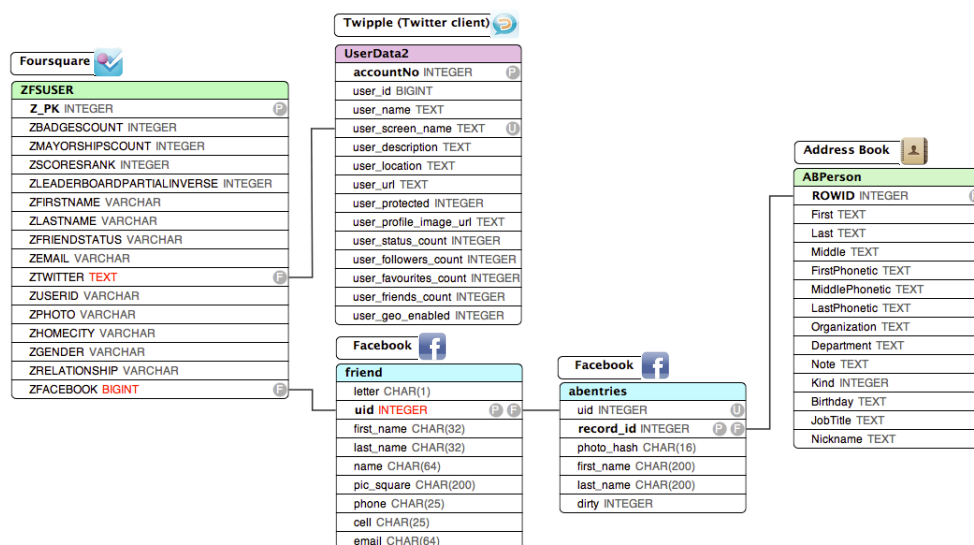 Foursquare
ZFSUSER
Z_PK INTEGER P
ZBADGESCOUNT INTEGER
ZMAYORSHIPSCOUNT INTEGER
ZSCORESRANK INTEGER
ZLEADERBOARDPARTIALINVERSE INTEGER
ZFIRSTNAME VARCHAR
ZLASTNAME VARCHAR
ZFRIENDSTATUS VARCHAR
ZEMAIL VARCHAR
ZTWITTER TEXT F
ZUSERID VARCHAR
ZPHOTO VARCHAR
ZHOMECITY VARCHAR
ZGENDER VARCHAR
ZRELATIONSHIP VARCHAR
ZFACEBOOK BIGINT F
Twipple (Twitter client)
UserData2
accountNo INTEGER P
user_id BIGINT
user_name TEXT
user_screen_name TEXT U
user_description TEXT
user_location TEXT
user_url TEXT
user_protected INTEGER
user_profile_image_url TEXT
user_status_count INTEGER
user_followers_count INTEGER
user_favourites_count INTEGER
user_friends_count INTEGER
user_geo_enabled INTEGER
Facebook f
friend
letter CHAR(1)
uid INTEGER P F
first_name CHAR(32)
last_name CHAR(32)
name CHAR(64)
pic_square CHAR(200)
phone CHAR(25)
cell CHAR(25)
email CHAR(64)
Facebook f
abentries
uid INTEGER U
record_id INTEGER P F
photo_hash CHAR(16)
first_name CHAR(200)
last_name CHAR(200)
dirty INTEGER
Address Book
ABPerson
ROWID INTEGER
First TEXT
Last TEXT
Middle TEXT
FirstPhonetic TEXT
MiddlePhonetic TEXT
LastPhonetic TEXT
Organization TEXT
Department TEXT
Note TEXT
Kind INTEGER
Birthday TEXT
JobTitle TEXT
Nickname TEXT